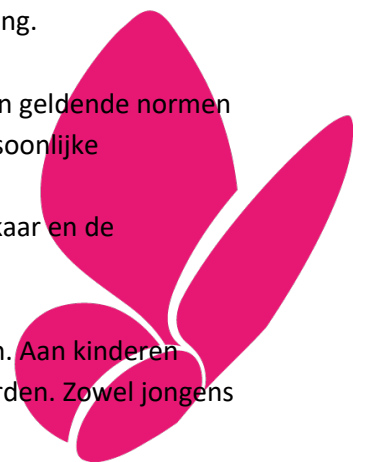 ng.
n geldende normen
soonlijke
kaar en de
n. Aan kinderen
rden. Zowel jongens